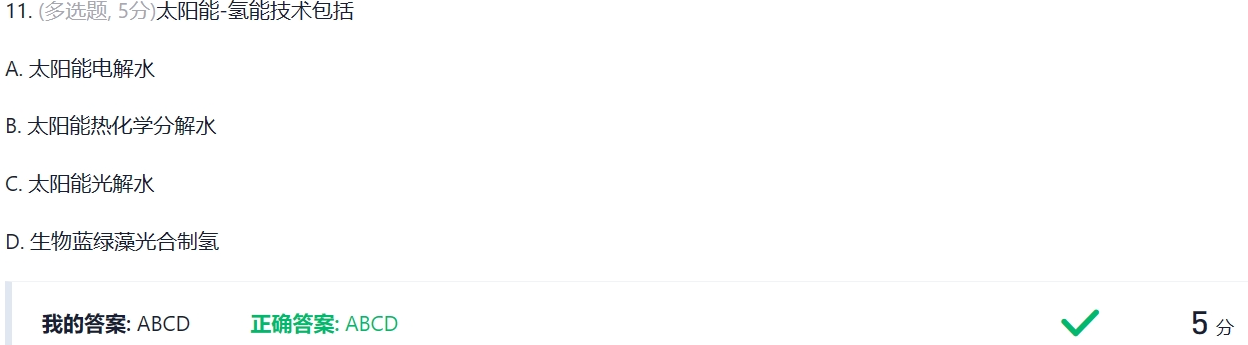 11. (多选题, 5分)太阳能-氢能技术包括
A. 太阳能电解水
B. 太阳能热化学分解水
C. 太阳能光解水
D. 生物蓝绿藻光合制氢
我的答案: ABCD 正确答案: ABCD 5 分